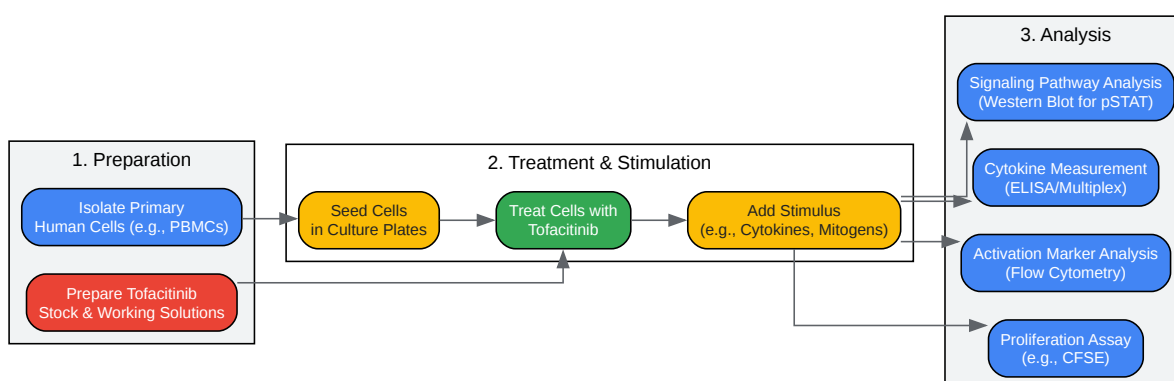 1. Preparation
Isolate Primary
Human Cells (e.g., PBMCs)
Prepare Tofacitinib
Stock & Working Solutions
2. Treatment & Stimulation
Seed Cells
in Culture Plates
Treat Cells with
Tofacitinib
Add Stimulus
(e.g., Cytokines, Mitogens)
3. Analysis
Signaling Pathway Analysis
(Western Blot for pSTAT)
Cytokine Measurement
(ELISA/Multiplex)
Activation Marker Analysis
(Flow Cytometry)
Proliferation Assay
(e.g., CFSE)